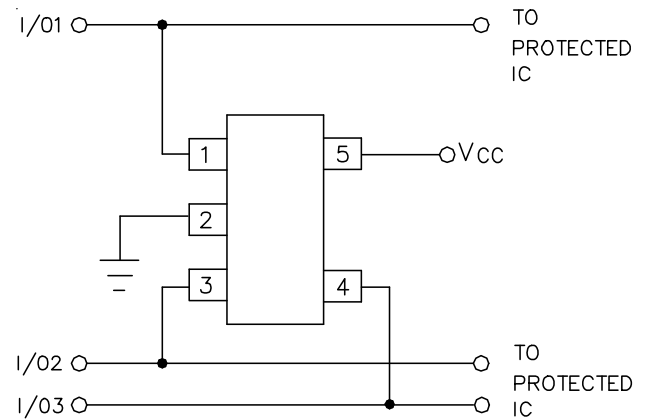 I/01
TO
PROTECTED
IC
1
5
VCC
2
3
4
I/02
TO
PROTECTED
I/03
IC